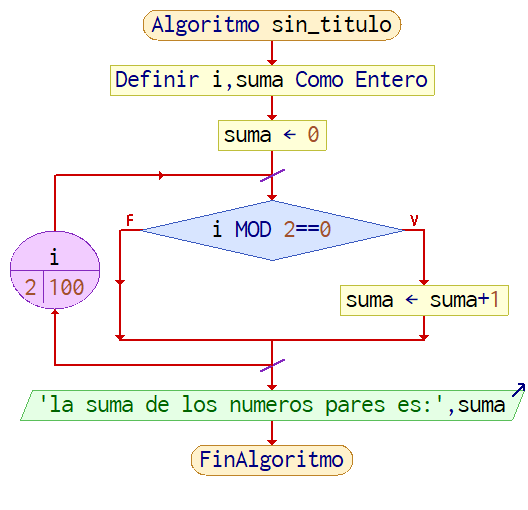 Algoritmo sin_titulo
Definir i,suma Como Entero
suma ← 0
F
i MOD 2==0
V
i
2 100
suma ← suma+1
'la suma de los numeros pares es:',suma
FinAlgoritmo